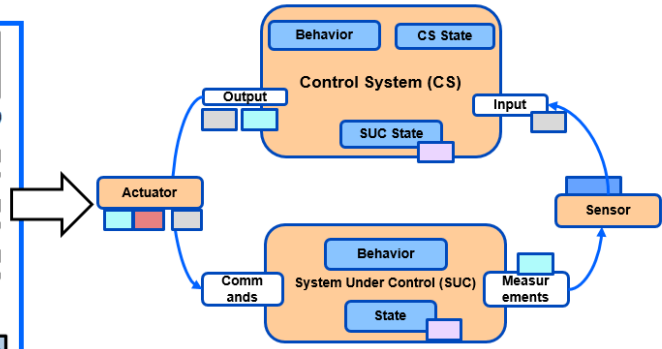 Behavior
CS State
Control System (CS)
Output
Input
SUC State
Actuator
Sensor
Behavior
Comm
ands
System Under Control (SUC)
Measur
ements
State